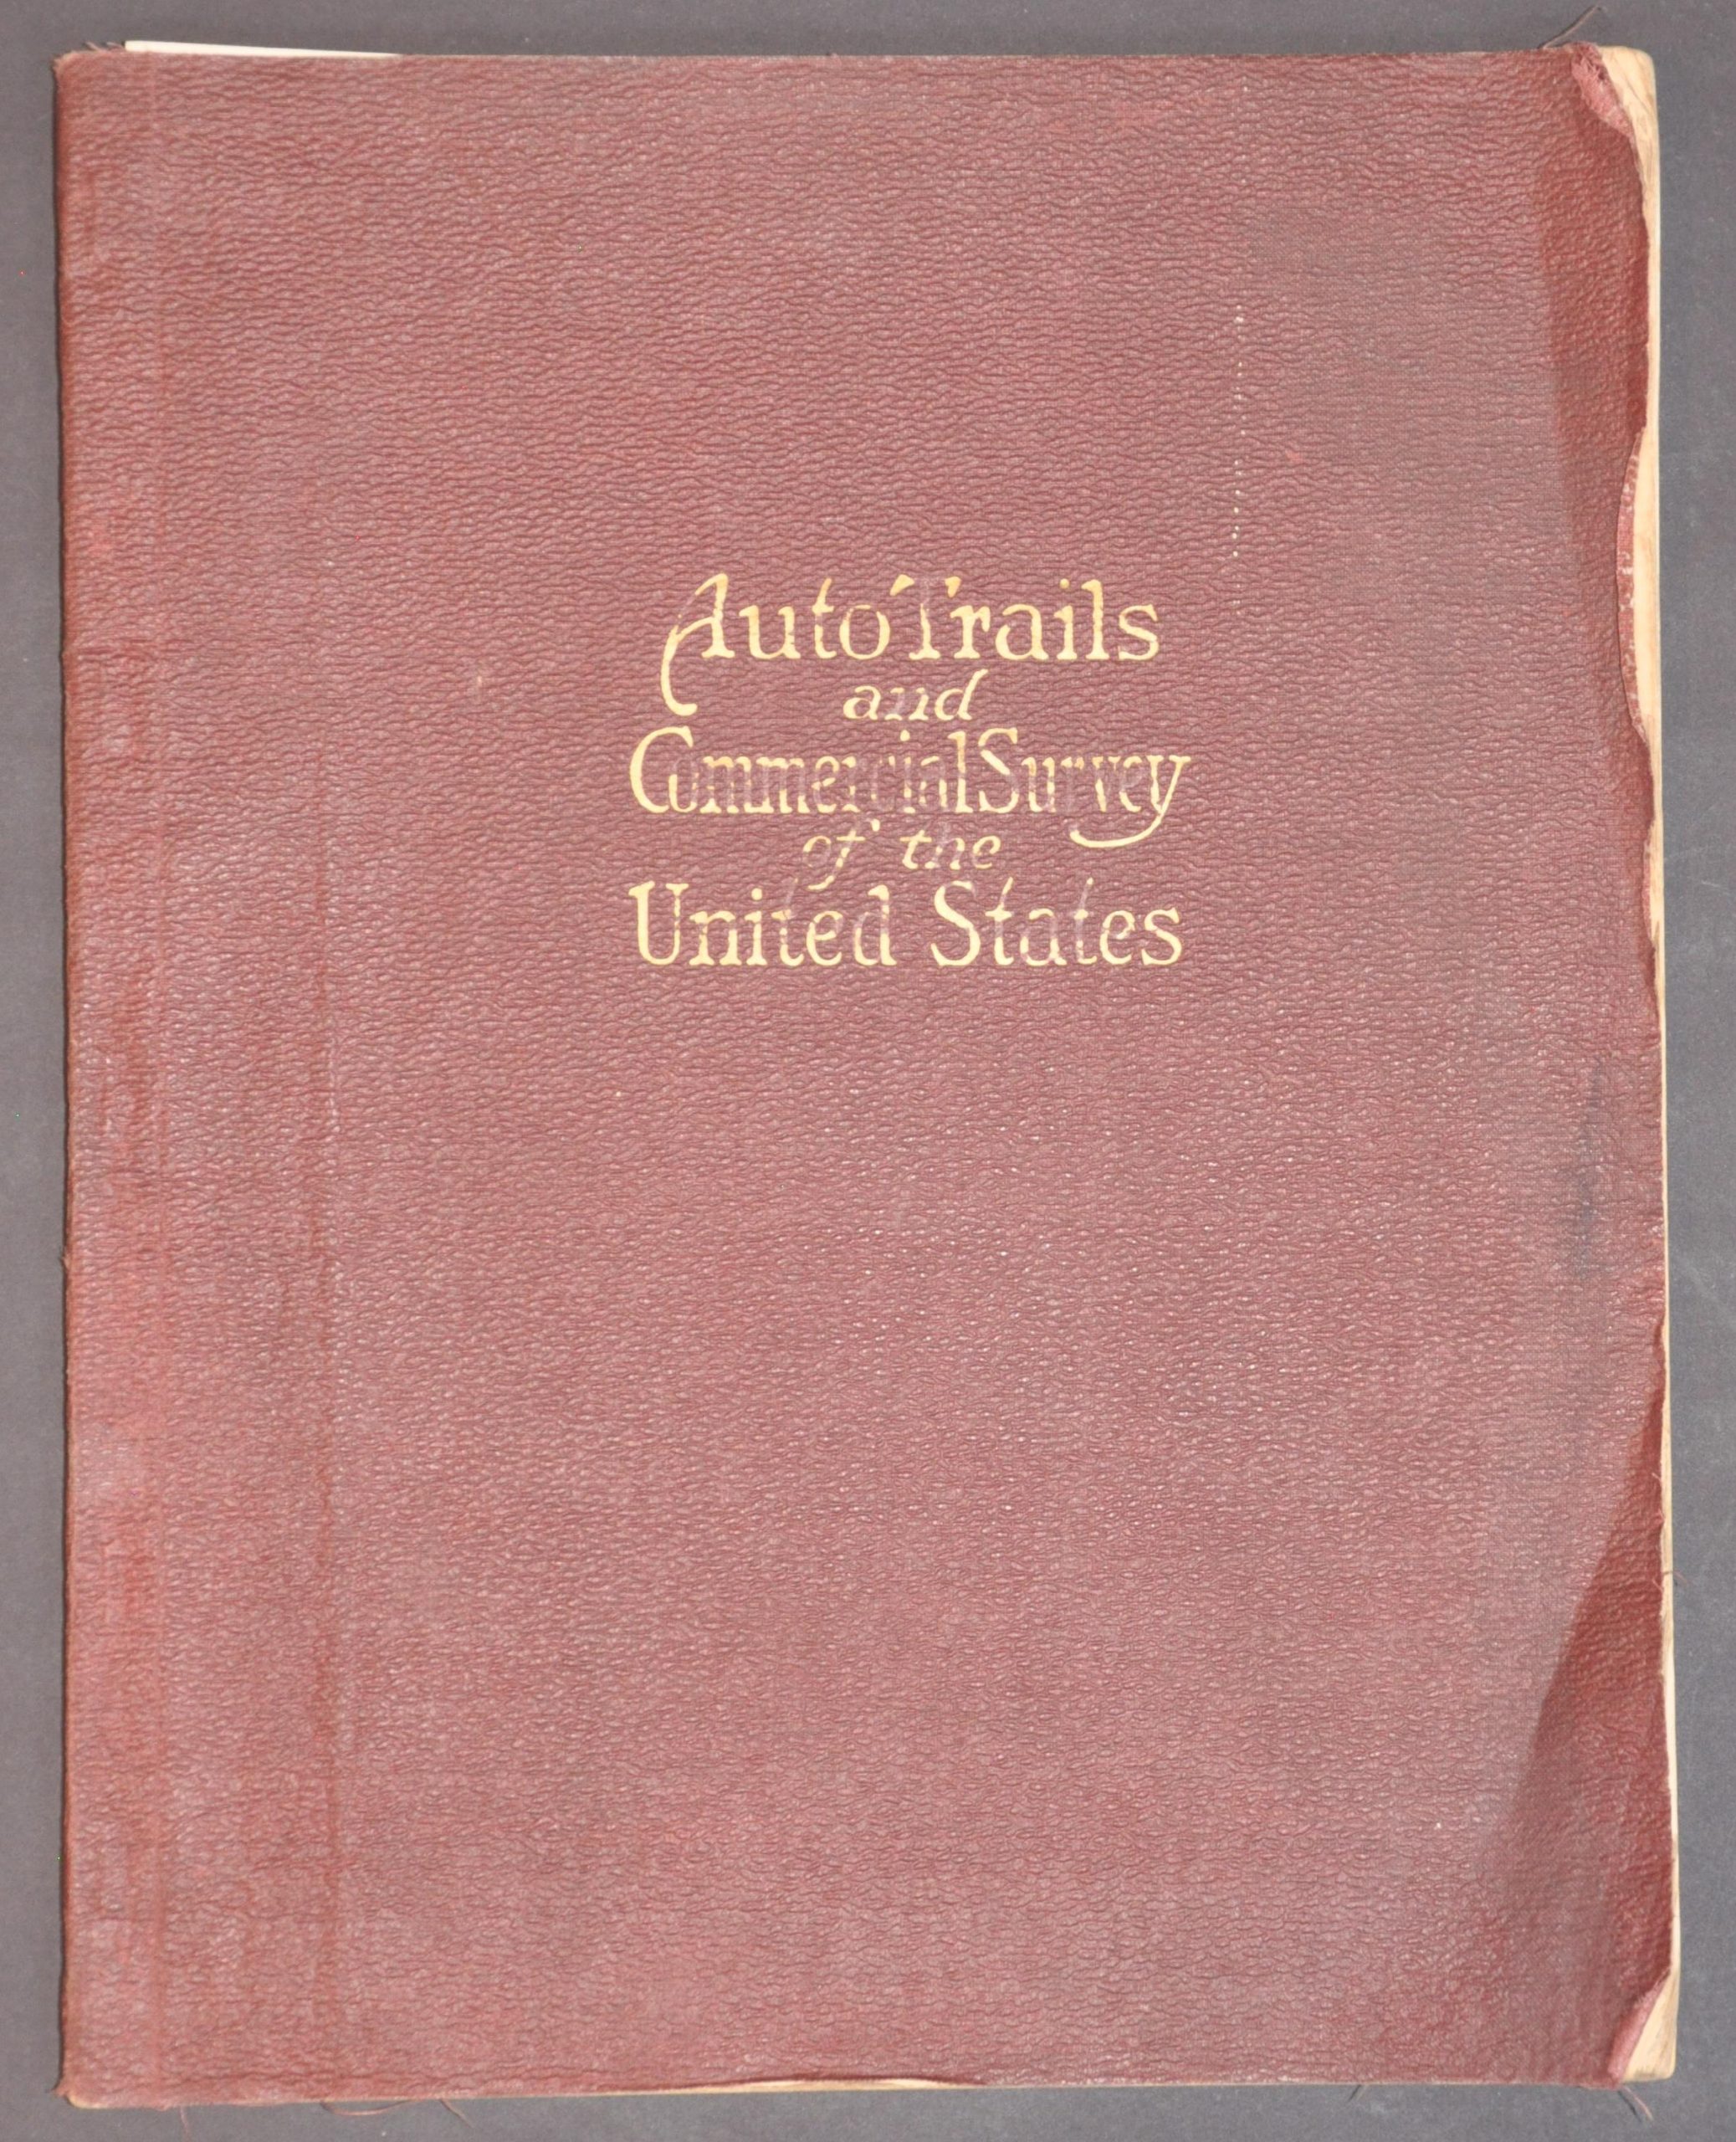 Auto Trails
and
Commercial Survey
of the
United States